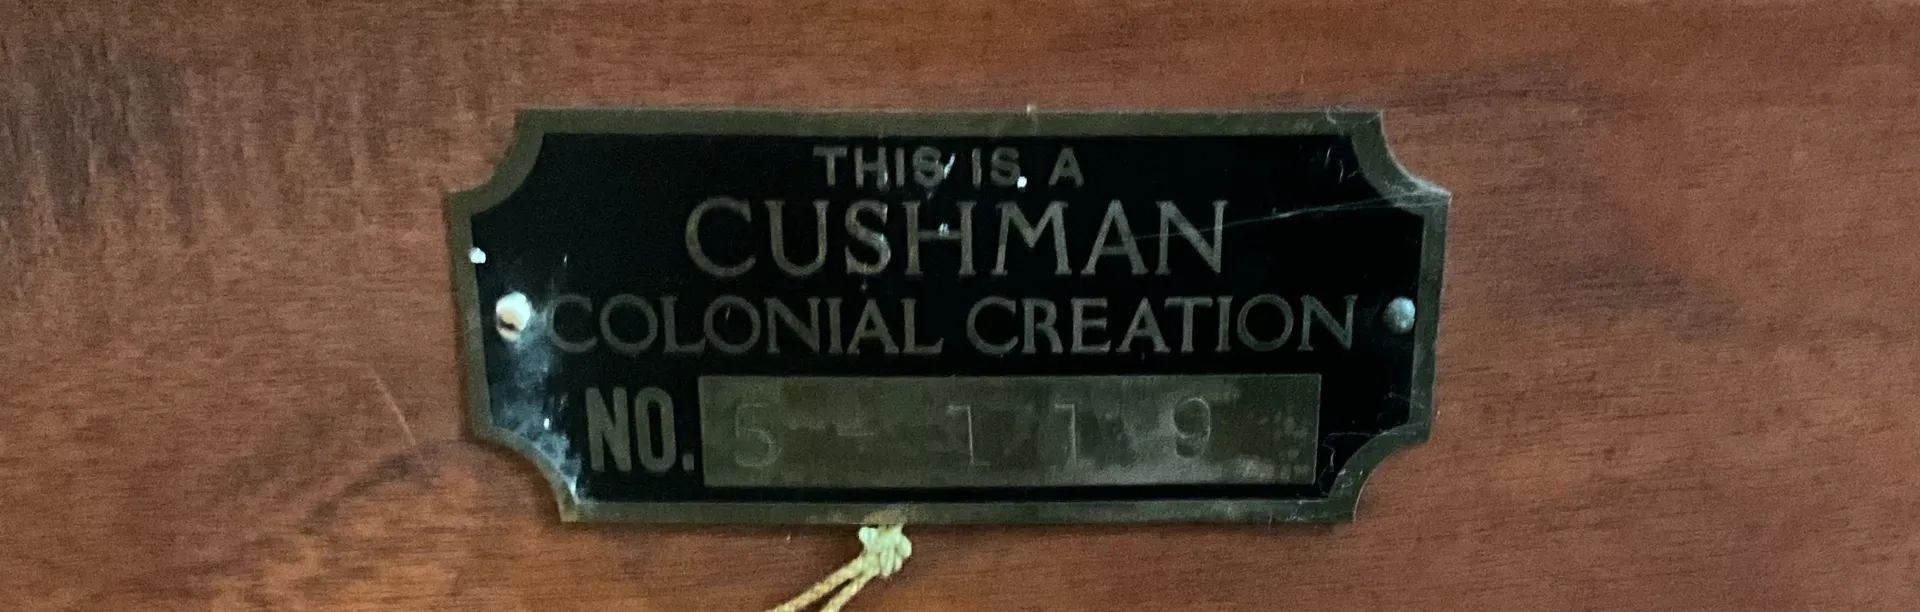 THIS IS A
CUSHMAN
COLONIAL CREATION
NO. 5-119